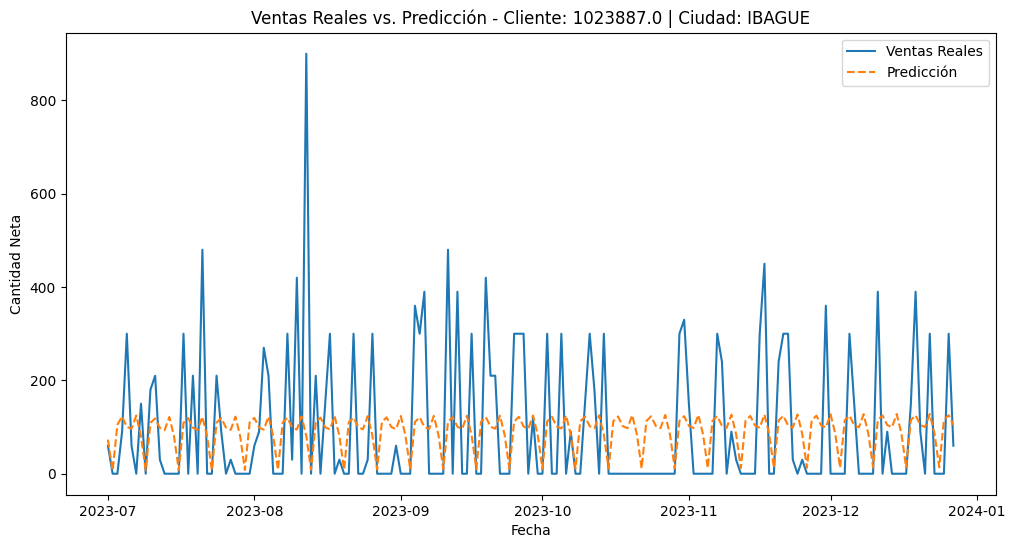 Ventas Reales vs. Predicción - Cliente: 1023887.0 | Ciudad: IBAGUE
Ventas Reales
Predicción
Cantidad Neta
800
600
400
200
0
2023-07
2023-08
2023-09
2023-10
2023-11
2023-12
2024-01
Fecha